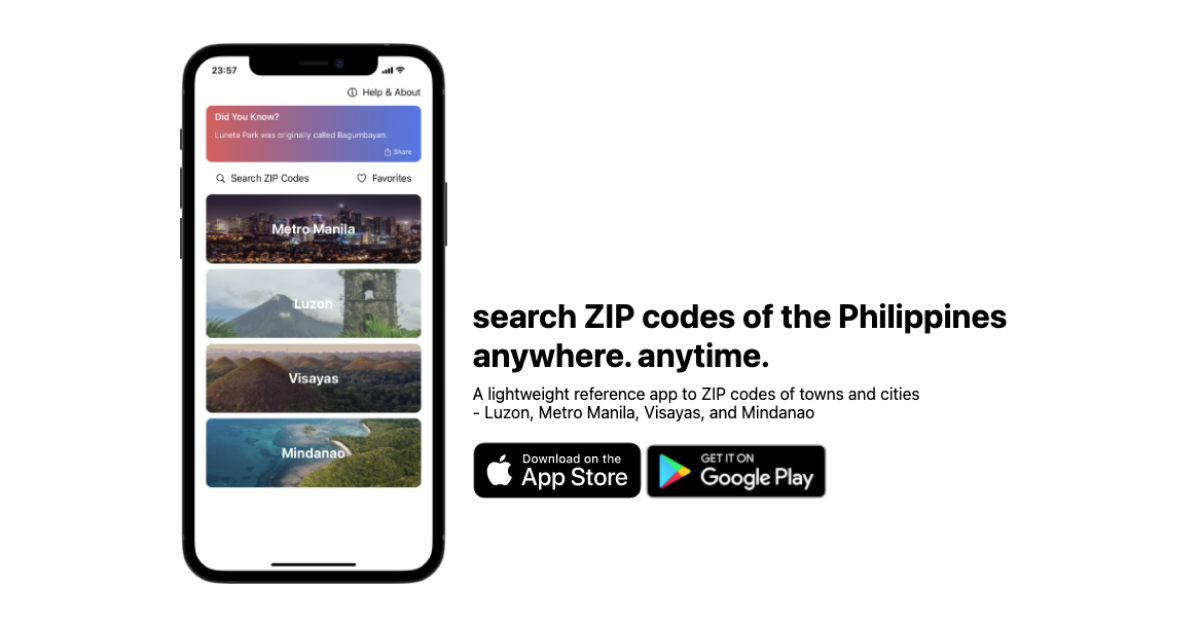 23:57
Help & About
Did You Know?
Luneta Park was originally called Bagumbayan.
Share
Search ZIP Codes
Favorites
Metro Manila
Luzon
Visayas
Mindanao
search ZIP codes of the Philippines
anywhere. anytime.
A lightweight reference app to ZIP codes of towns and cities
- Luzon, Metro Manila, Visayas, and Mindanao
Download on the
App Store
GET IT ON
Google Play